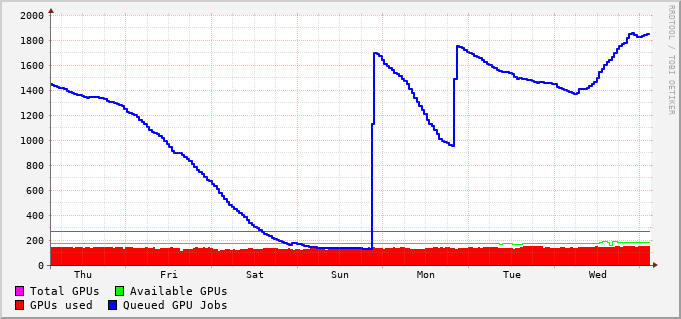 2000
1800
1600
1400
1200
1000
800
600
400
200
0
Thu Fri Sat Sun Mon Tue Wed
Total GPUs Available GPUs
GPUs used Queued GPU Jobs
RRDTOOL / TOBI OETIKER